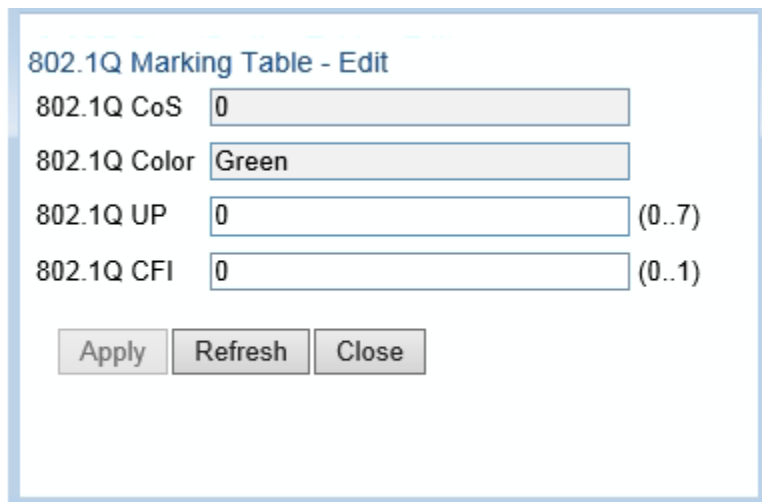 802.1Q Marking Table - Edit
802.1Q CoS 0
802.1Q Color Green
802.1Q UP 0 (0..7)
802.1Q CFI 0 (0..1)
Apply Refresh Close